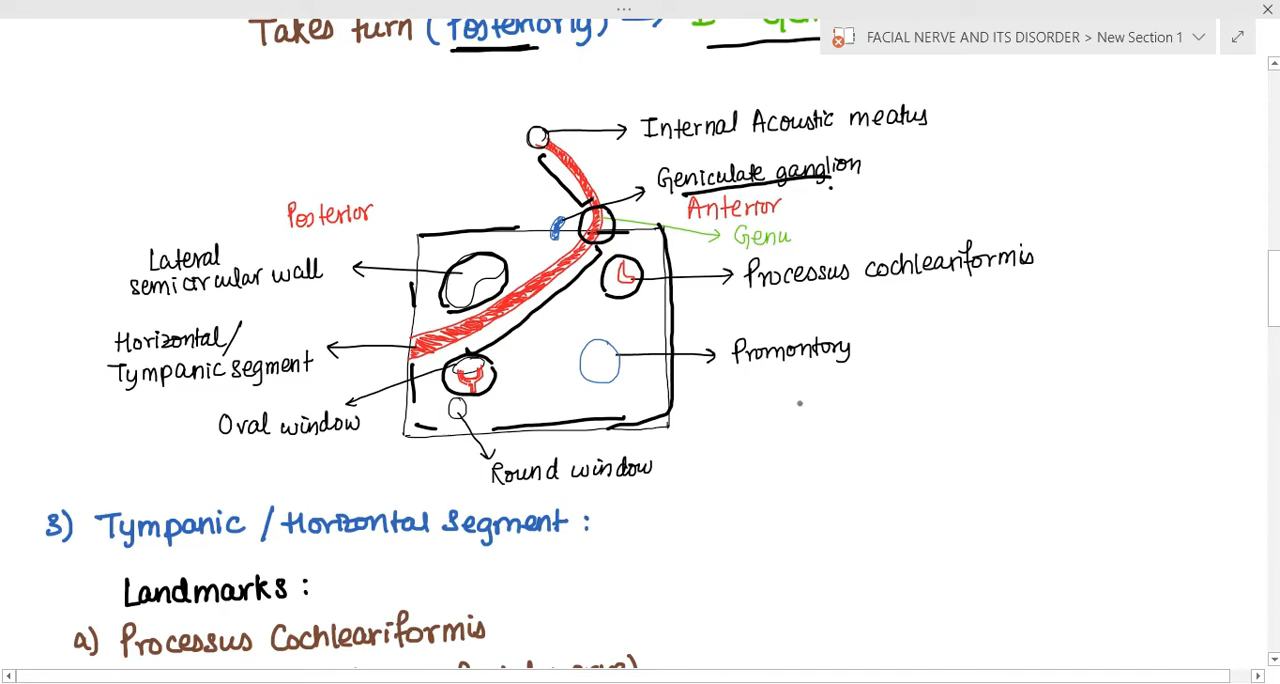 Takes turn (Posteriorly)
FACIAL NERVE AND ITS DISORDER > New Section 1
Internal Acoustic meatus
Geniculate ganglion
Posterior
Anterior
Genu
Lateral
semicircular wall
Processus cochleariformis
Horizontal/
Tympanic segment
Promontory
Oval window
Round window
3) Tympanic / Horizontal Segment :
Landmarks :
a) Processus Cochleariformis